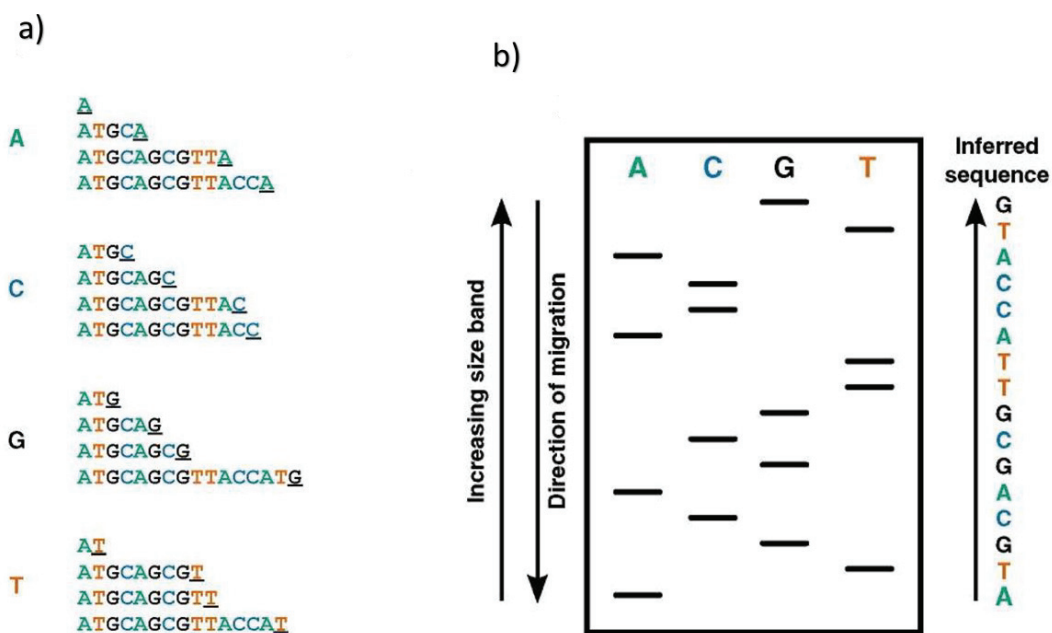 a)
A
A
ATGCA
ATGCAGCGTTA
ATGCAGCGTTACCA
C
ATGC
ATGCAGC
ATGCAGCGTTAC
ATGCAGCGTTACC
G
ATG
ATGCAG
ATGCAGCG
ATGCAGCGTTACCATG
T
AT
ATGCAGCGT
ATGCAGCGTT
ATGCAGCGTTACCAT
b)
Increasing size band
Direction of migration
A C G T
Inferred
sequence
G
T
A
C
C
A
T
T
G
C
G
A
C
G
T
A